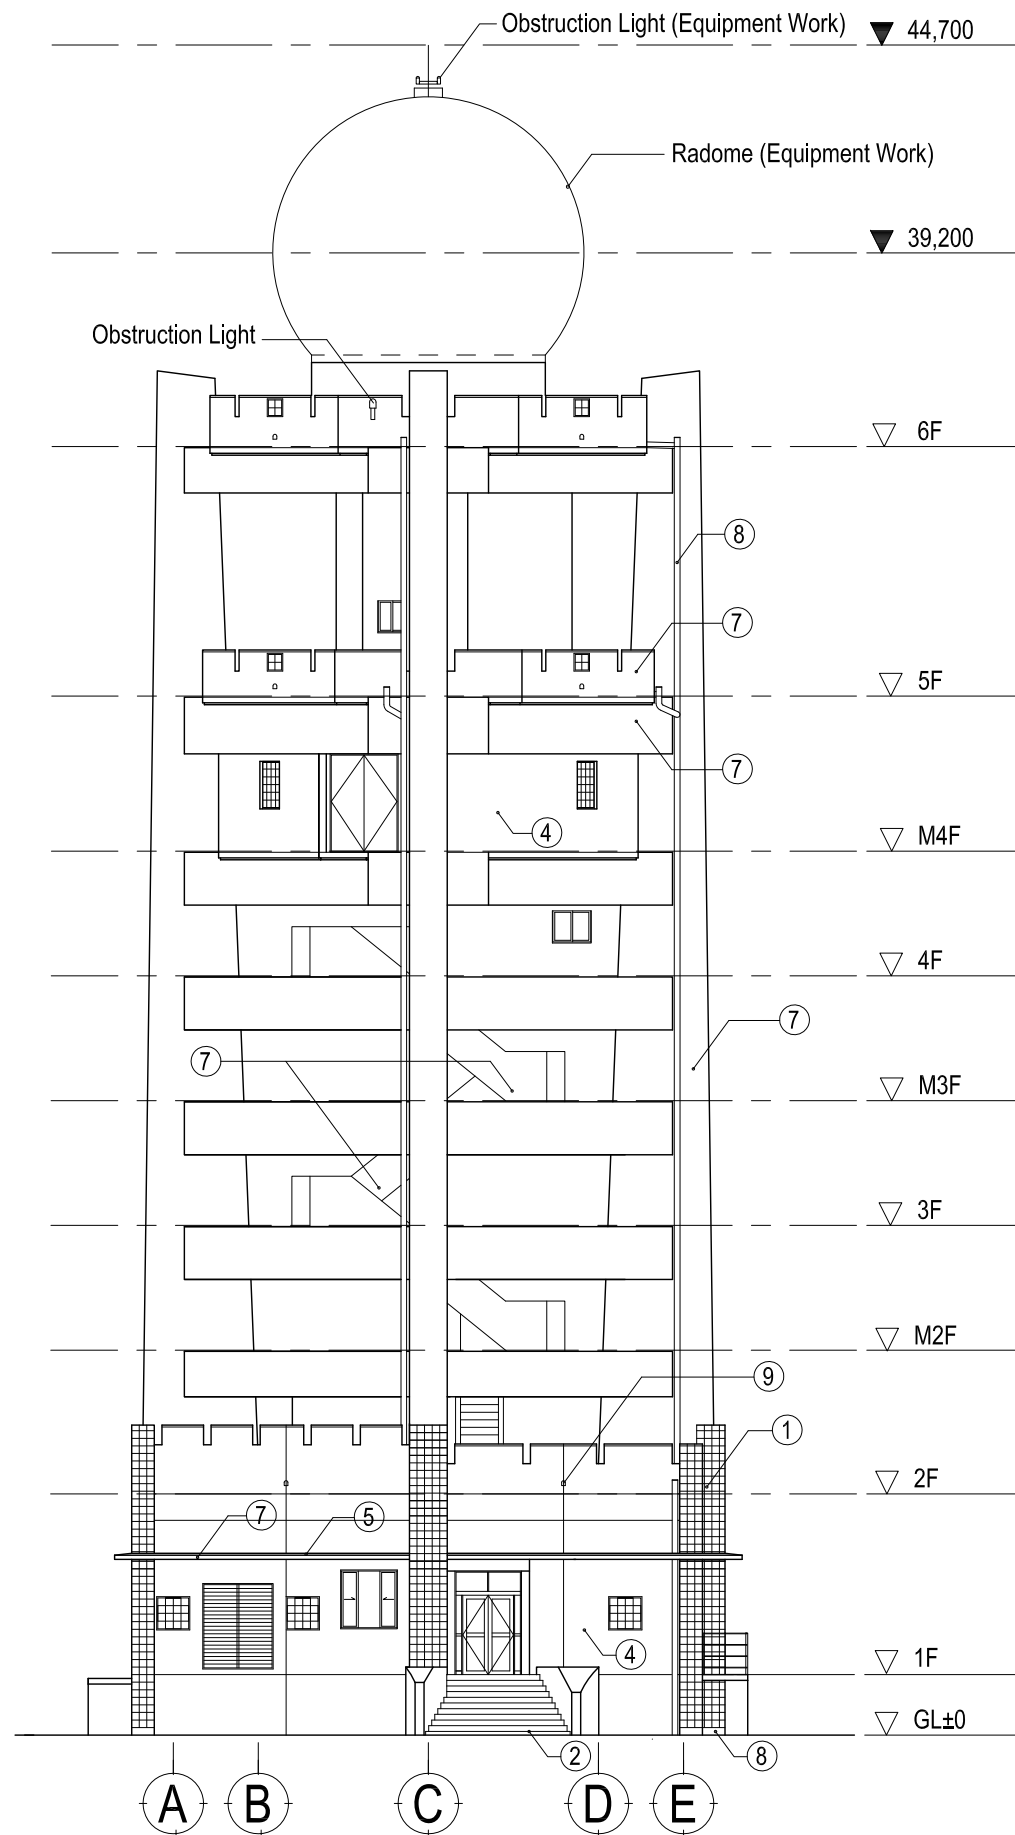 Obstruction Light (Equipment Work)
44,700
Radome (Equipment Work)
39,200
Obstruction Light
6F
8
7
5F
7
4
M4F
4F
7
7
M3F
3F
M2F
9
1
2F
7
5
4
1F
GL±0
2
8
A B C D E